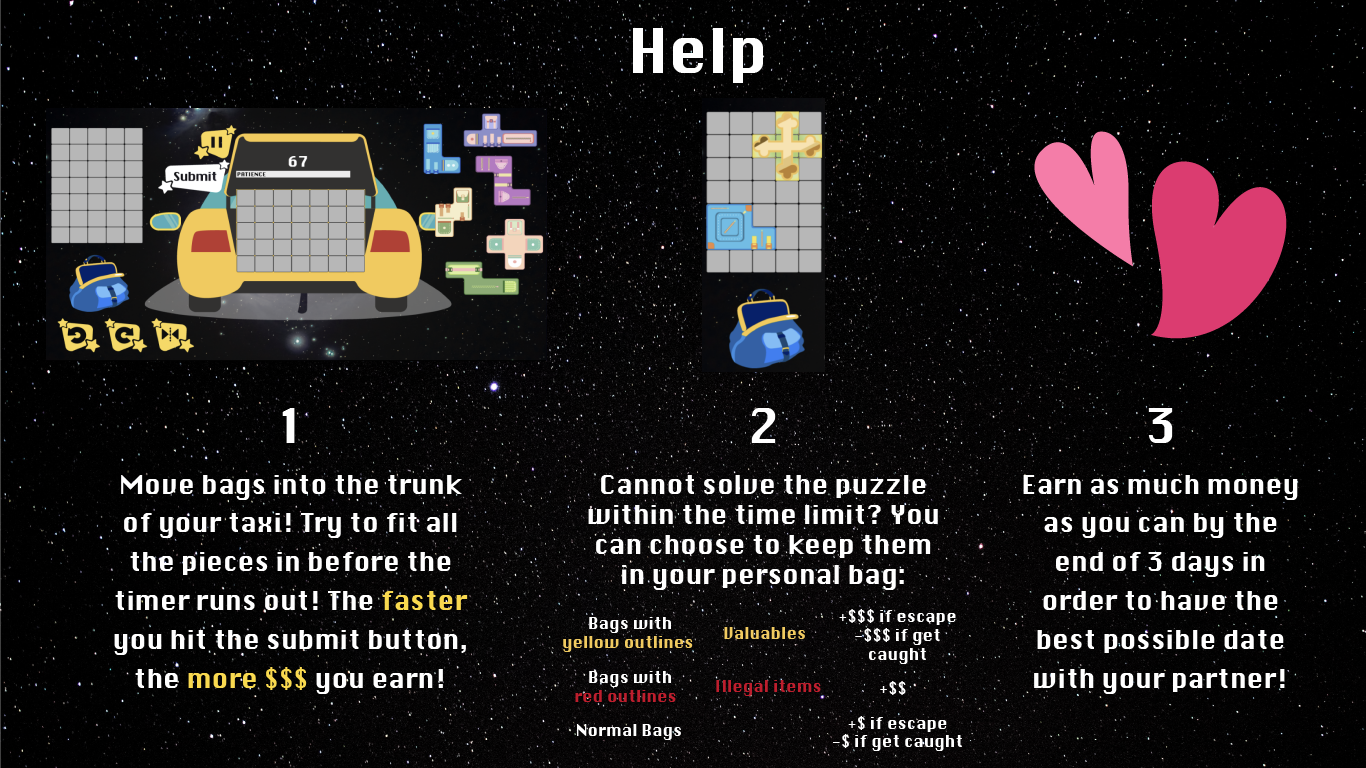 Help
67
PATIENCE
Submit
1
Move bags into the trunk
of your taxi! Try to fit all
the pieces in before the
timer runs out! The faster
you hit the submit button,
the more $$$ you earn!
2
Cannot solve the puzzle
within the time limit? You
can choose to keep them
in your personal bag:
Bags with
yellow outlines
Valuables
+$$$ if escape
-$$$ if get
caught
Bags with
red outlines
Illegal items
+$$
Normal Bags
+$ if escape
-$ if get caught
3
Earn as much money
as you can by the
end of 3 days in
order to have the
best possible date
with your partner!